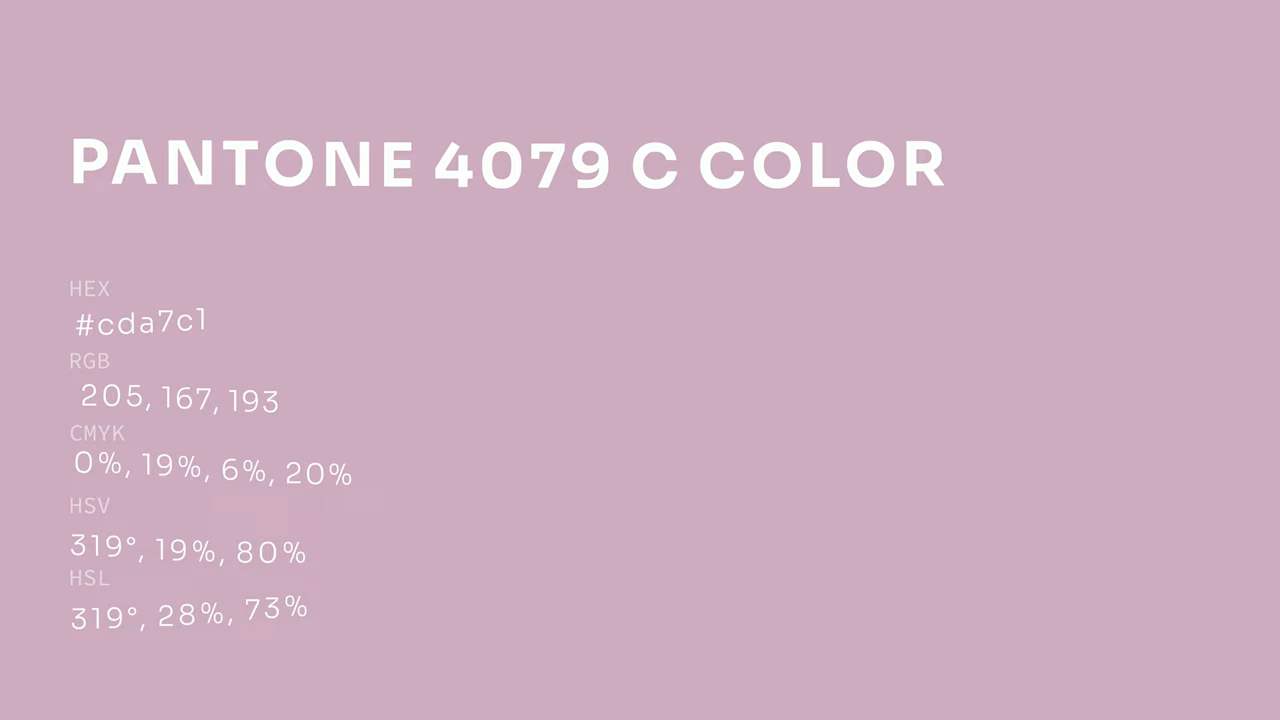 PANTONE 4079 C COLOR
HEX
#cda7c1
RGB
205, 167, 193
CMYK
0%, 19%, 6%, 20%
HSV
319°, 19%, 80%
HSL
319°, 28%, 73%